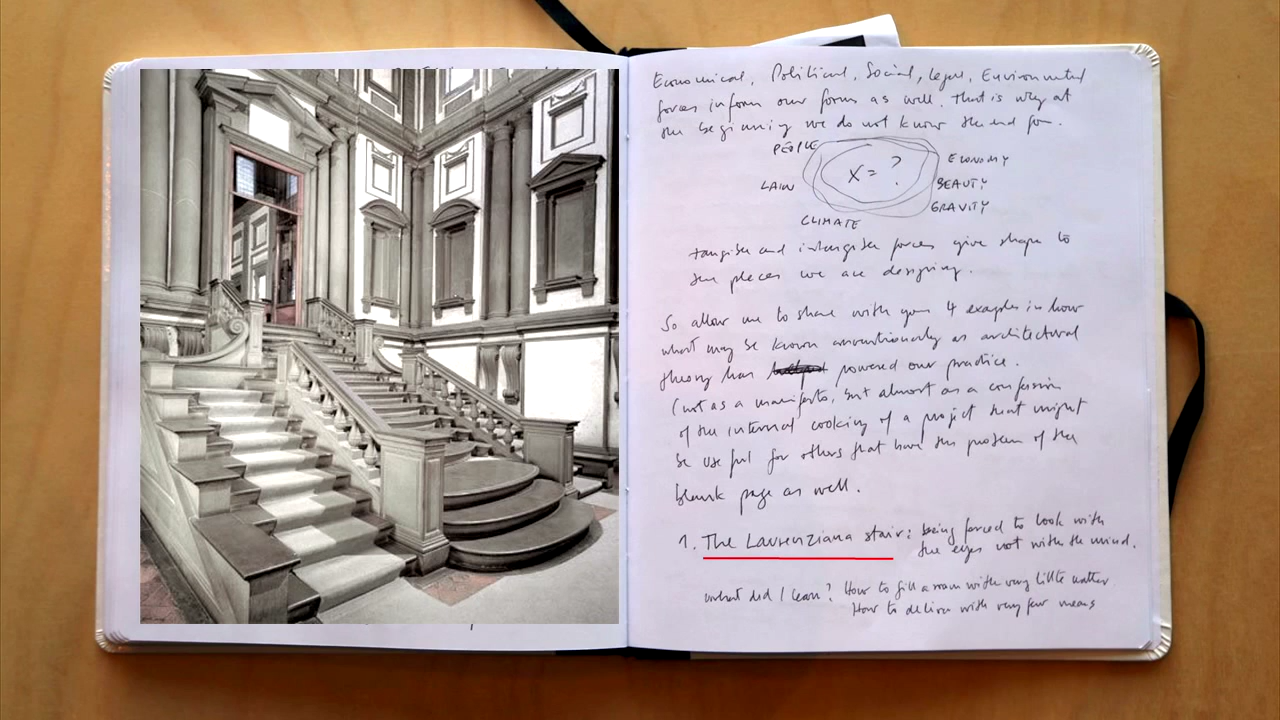 Economical, Political, Social, legal, Environmental
forces inform our form as well. That is why at
the beginning we do not know the end for.
PEOPLE
X = ?
ECONOMY
LAW
BEAUTY
GRAVITY
CLIMATE
tangible and intangible forces give shape to
the places we are designing.
So allow me to share with you 4 examples in how
what may be known conventionally as architectural
theory has powered our practice.
(not as a manifesto, but almost as a confession
of the internal cooking of a project that might
be useful for others that have the problem of the
blank page as well.
1. The Laurenziana stair: being forced to look with
the eyes not with the mind.
what did I learn? How to fill a room with very little matter
How to deliver with very few means